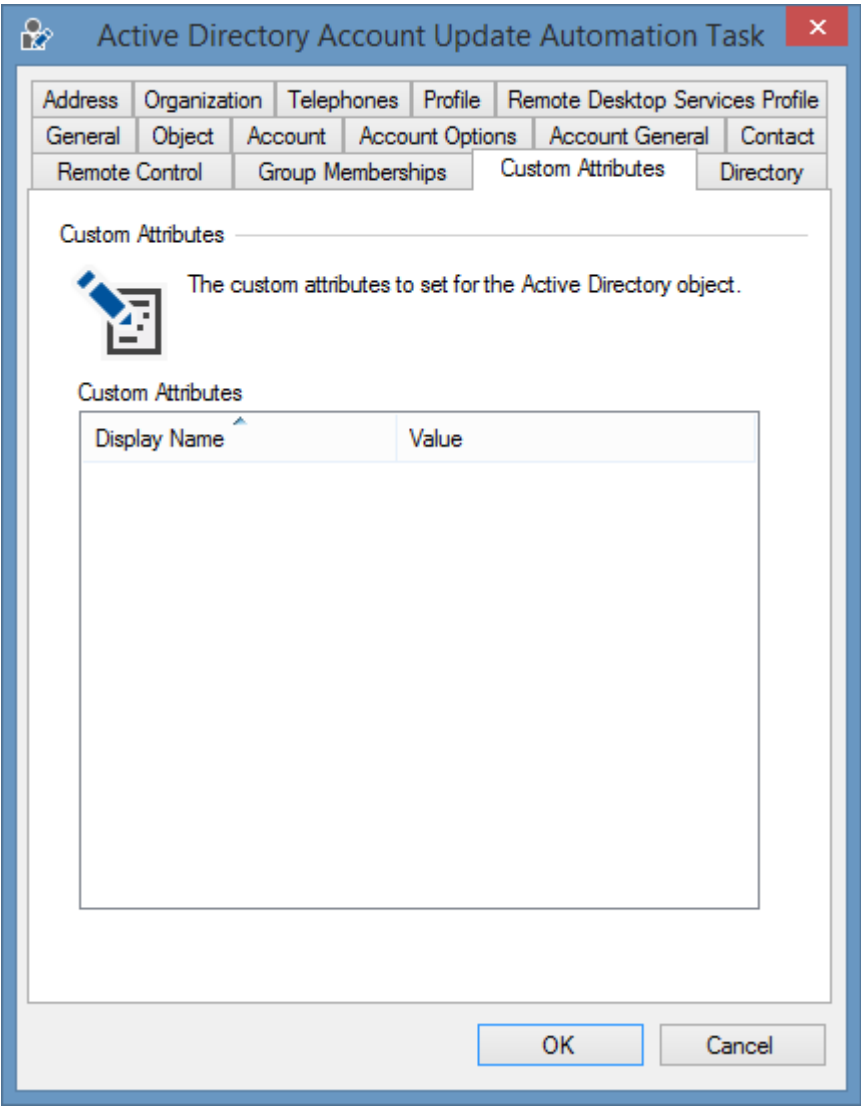 Active Directory Account Update Automation Task
Address Organization Telephones Profile Remote Desktop Services Profile
General Object Account Account Options Account General Contact
Remote Control Group Memberships Custom Attributes Directory
Custom Attributes
The custom attributes to set for the Active Directory object.
Custom Attributes
Display Name Value
OK Cancel